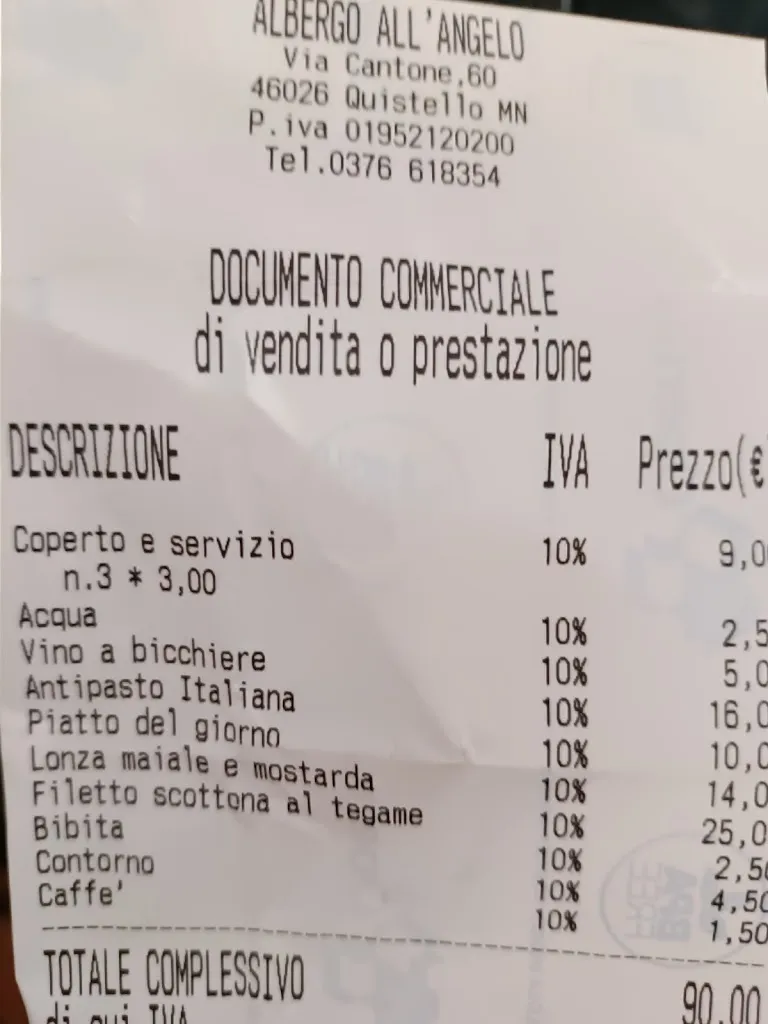 ALBERGO ALL'ANGELO
Via Cantone,60
46026 Quistello MN
P.iva 01952120200
Tel.0376 618354
DOCUMENTO COMMERCIALE
di vendita o prestazione
DESCRIZIONE IVA Prezzo(€
Coperto e servizio 10% 9,0
n.3 * 3,00
Acqua 10% 2,5
Vino a bicchiere 10% 5,0
Antipasto Italiana 10% 16,0
Piatto del giorno 10% 10,0
Lonza maiale e mostarda 10% 14,0
Filetto scottona al tegame 10% 25,0
Bibita 10% 2,50
Contorno 10% 4,50
Caffe' 10% 1,50
TOTALE COMPLESSIVO 90,00
di cui IVA